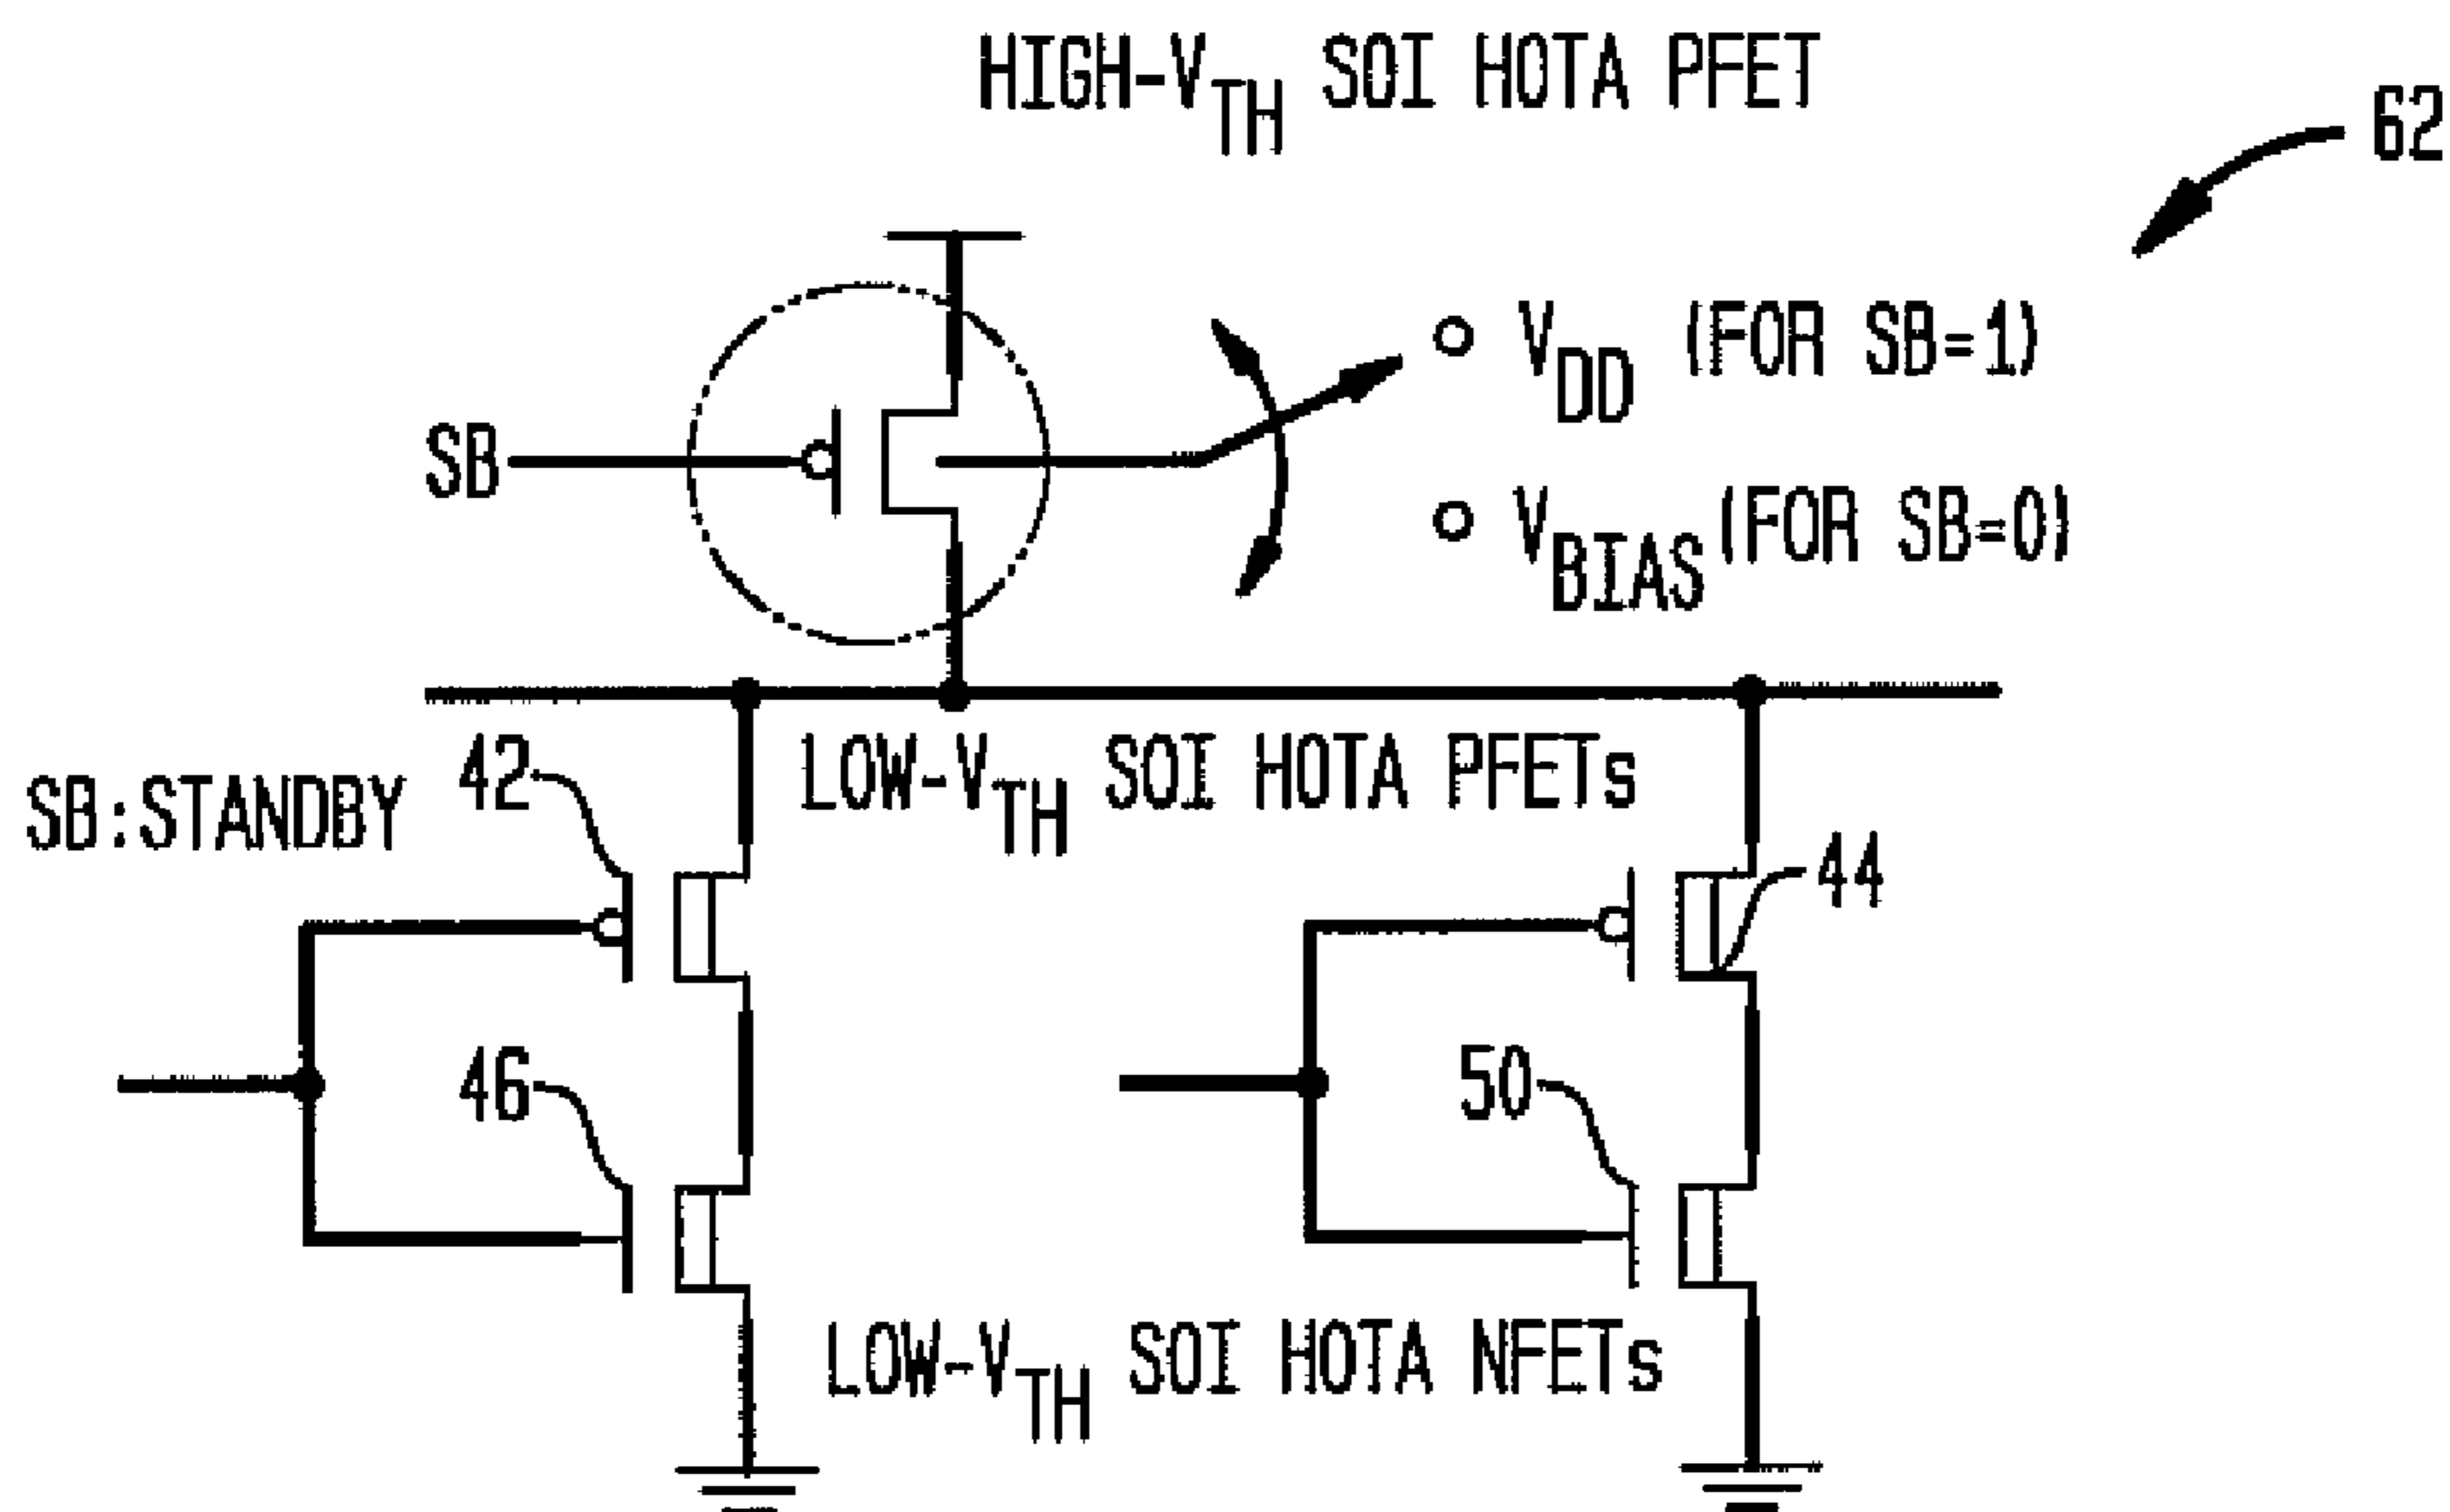 HIGH-VTH SOI HOTA PFET
62
VDD (FOR SB=1)
SB
VBIAS (FOR SB=0)
42
LOW-VTH SOI HOTA PFETs
SB:STANDBY
44
46
50
LOW-VTH SOI HOTA NFETs